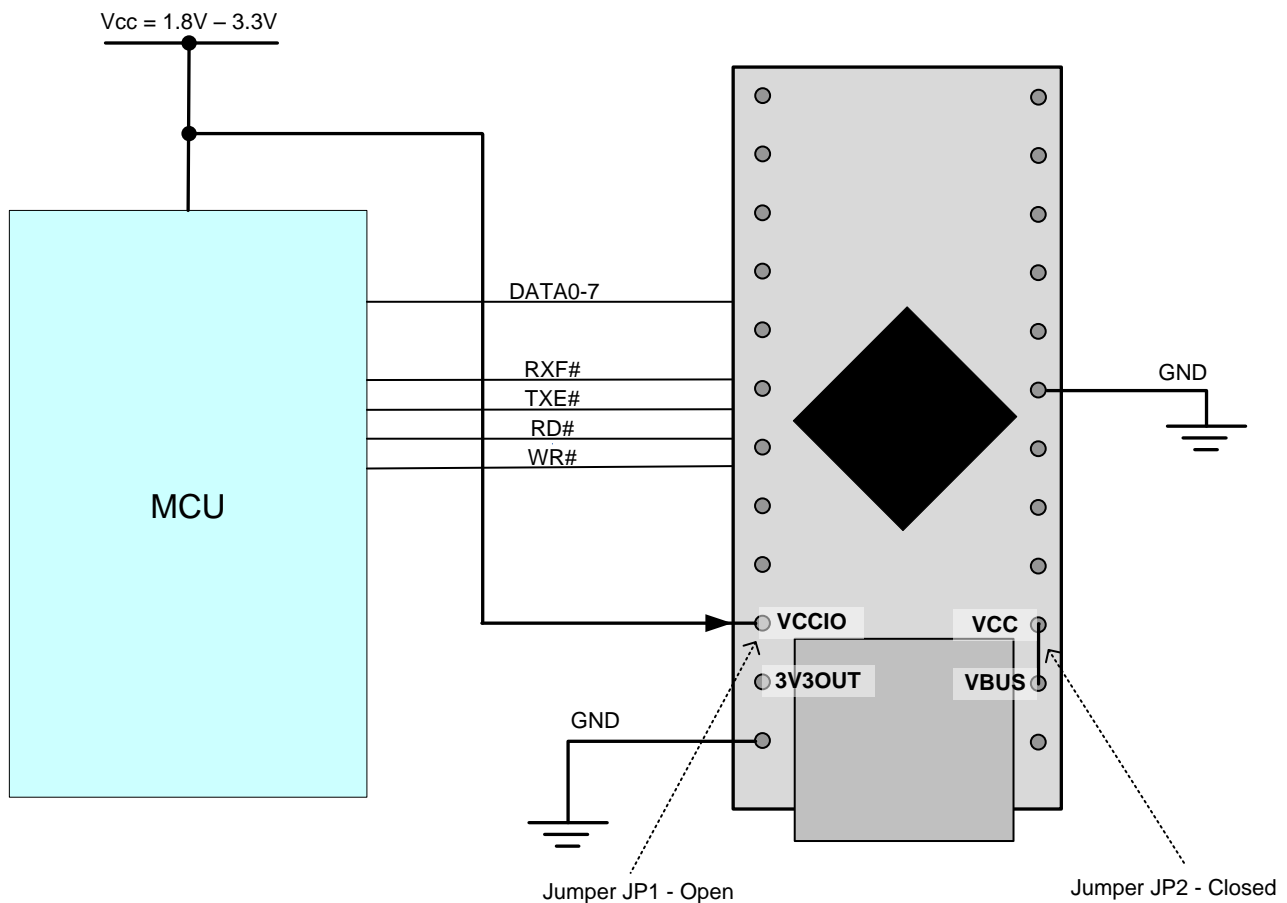 Vcc = 1.8V – 3.3V
DATA0-7
RXF#
TXE#
RD#
WR#
GND
MCU
VCCIO
VCC
3V3OUT
VBUS
GND
Jumper JP1 - Open
Jumper JP2 - Closed